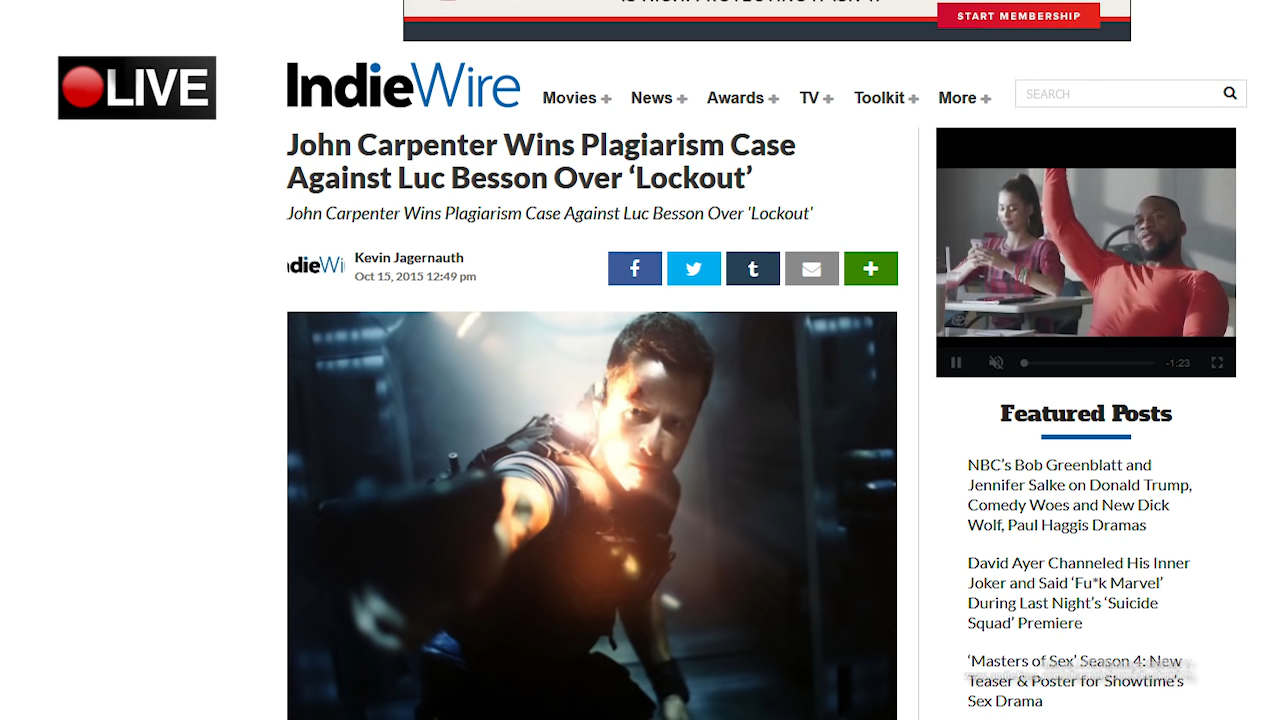 START MEMBERSHIP
LIVE
IndieWire
Movies + News + Awards + TV + Toolkit + More +
SEARCH
John Carpenter Wins Plagiarism Case
Against Luc Besson Over ‘Lockout’
John Carpenter Wins Plagiarism Case Against Luc Besson Over 'Lockout'
Kevin Jagernauth
Oct 15, 2015 12:49 pm
-1:23
Featured Posts
NBC’s Bob Greenblatt and
Jennifer Salke on Donald Trump,
Comedy Woes and New Dick
Wolf, Paul Haggis Dramas
David Ayer Channeled His Inner
Joker and Said ‘Fu*k Marvel’
During Last Night’s ‘Suicide
Squad’ Premiere
‘Masters of Sex’ Season 4: New
Teaser & Poster for Showtime’s
Sex Drama